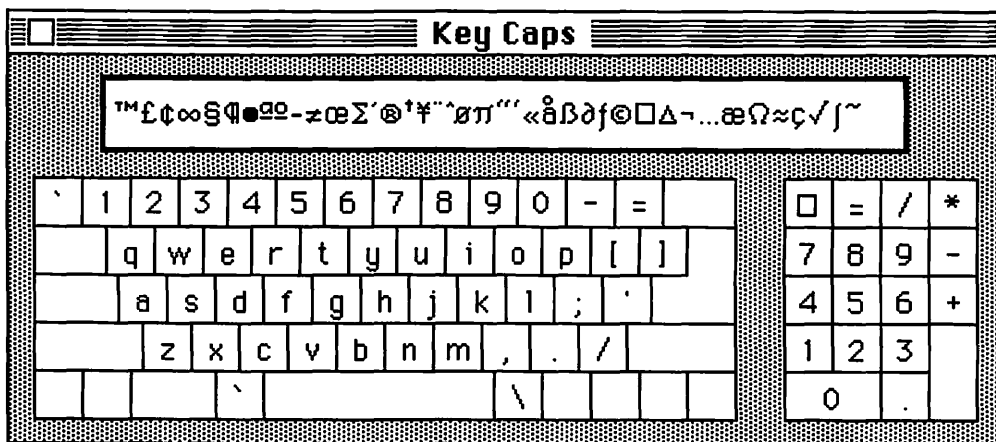 Key Caps
™£¢∞§¶•ªº-≠œΣ´®†¥¨ˆøπ“‘«åß∂ƒ©□∆¬…æΩ≈ç√∫~
` 1 2 3 4 5 6 7 8 9 0 - = □ = / *
q w e r t y u i o p [ ] 7 8 9 -
a s d f g h j k l ; ' 4 5 6 +
z x c v b n m , . / 1 2 3
` \ 0 .